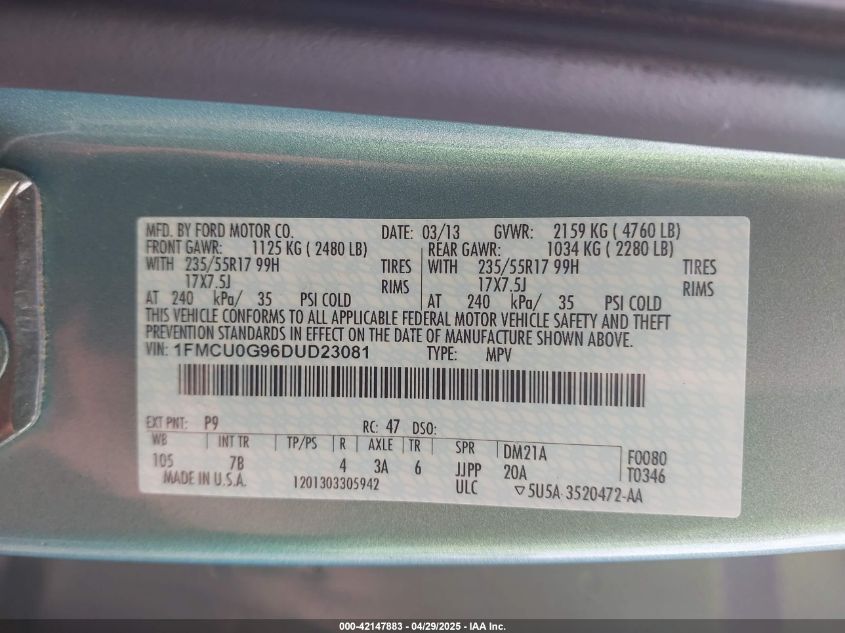 MFD. BY FORD MOTOR CO. DATE: 03/13 GVWR: 2159 KG ( 4760 LB)
FRONT GAWR: 1125 KG ( 2480 LB) REAR GAWR: 1034 KG ( 2280 LB)
WITH 235/55R17 99H TIRES WITH 235/55R17 99H TIRES
17X7.5J RIMS 17X7.5J RIMS
AT 240 kPa/ 35 PSI COLD AT 240 kPa/ 35 PSI COLD
THIS VEHICLE CONFORMS TO ALL APPLICABLE FEDERAL MOTOR VEHICLE SAFETY AND THEFT
PREVENTION STANDARDS IN EFFECT ON THE DATE OF MANUFACTURE SHOWN ABOVE.
VIN: 1FMCU0G96DUD23081 TYPE: MPV
EXT PNT: P9 RC: 47 DSO:
WB INT TR TP/PS R AXLE TR SPR DM21A F0080
105 7B 4 3A 6 JJPP 20A T0346
MADE IN U.S.A. 1201303305942 ULC ▽5U5A-3520472-AA
000-42147883 / 04/29/2025 - IAA Inc.